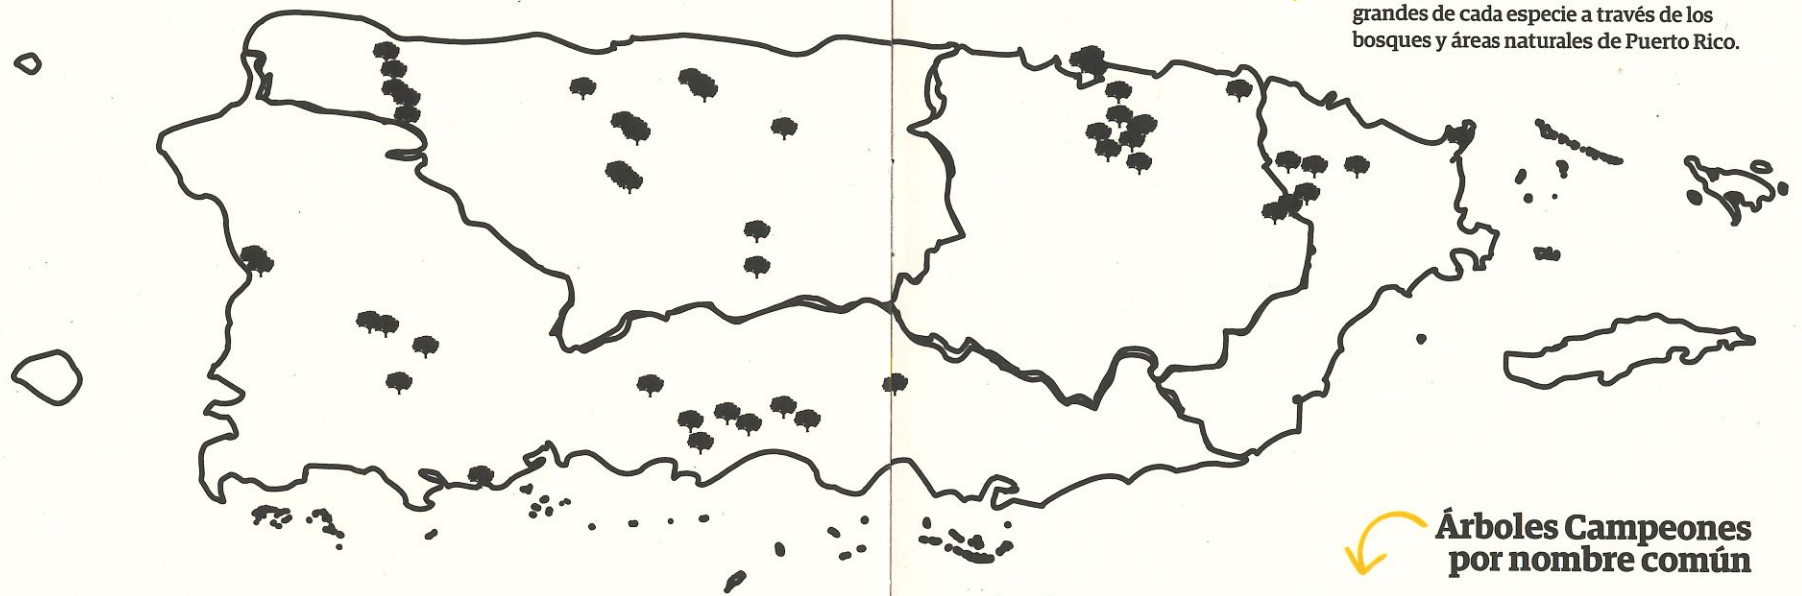 grandes de cada especie a través de los
bosques y áreas naturales de Puerto Rico.
Árboles Campeones
por nombre común